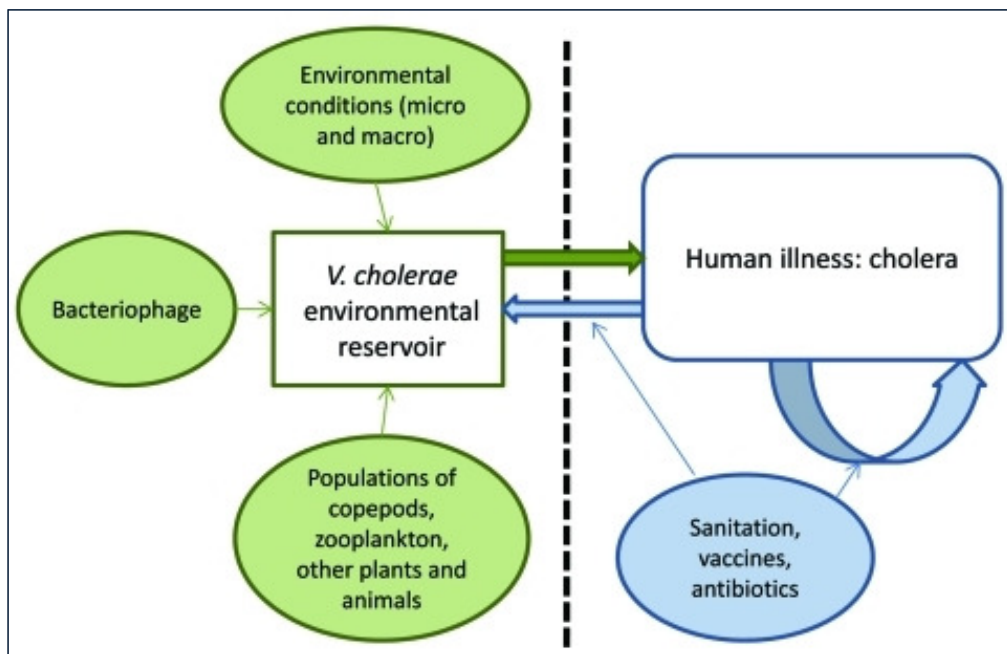 Environmental
conditions (micro
and macro)
Bacteriophage
V. cholerae
environmental
reservoir
Human illness: cholera
Populations of
copepods,
zooplankton,
other plants and
animals
Sanitation,
vaccines,
antibiotics